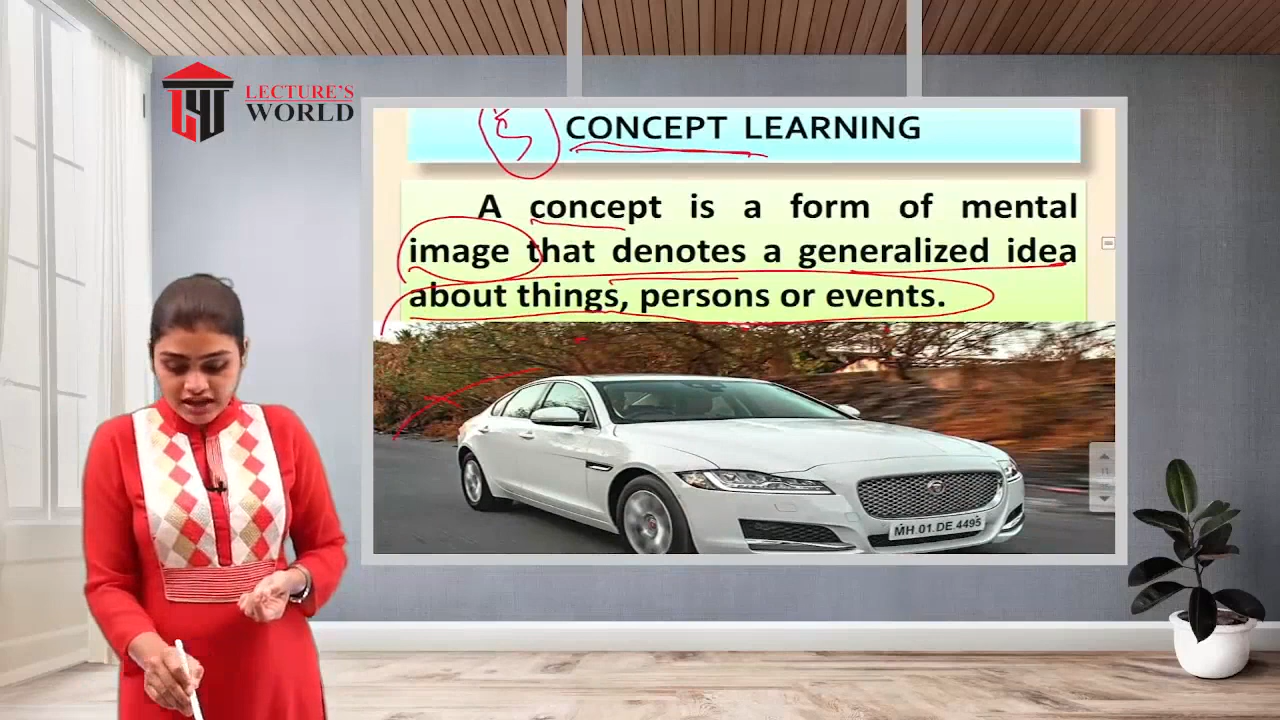 LECTURE'S
WORLD
CONCEPT LEARNING
A concept is a form of mental
image that denotes a generalized idea
about things, persons or events.
MH.01.DE.4495